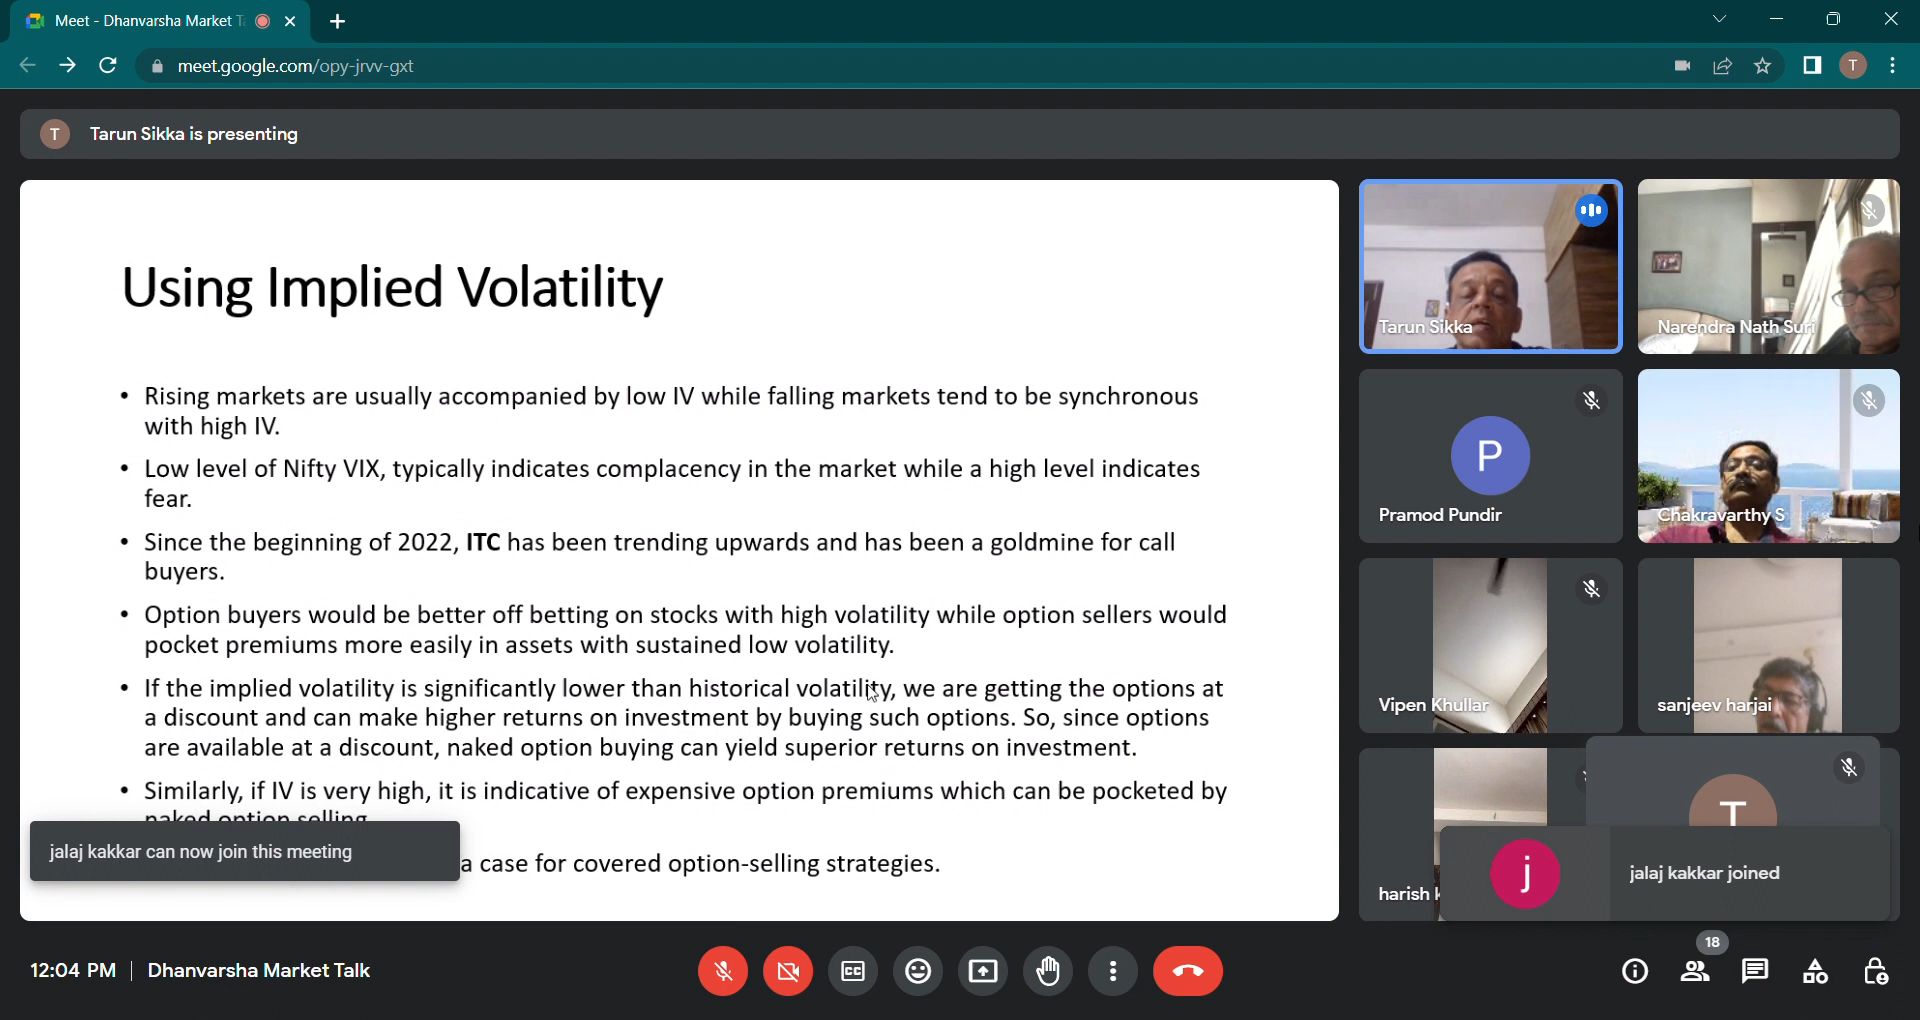 Meet - Dhanvarsha Market T
meet.google.com/opy-jrvv-gxt
T
T
Tarun Sikka is presenting
Using Implied Volatility
• Rising markets are usually accompanied by low IV while falling markets tend to be synchronous
with high IV.
• Low level of Nifty VIX, typically indicates complacency in the market while a high level indicates
fear.
• Since the beginning of 2022, ITC has been trending upwards and has been a goldmine for call
buyers.
• Option buyers would be better off betting on stocks with high volatility while option sellers would
pocket premiums more easily in assets with sustained low volatility.
• If the implied volatility is significantly lower than historical volatility, we are getting the options at
a discount and can make higher returns on investment by buying such options. So, since options
are available at a discount, naked option buying can yield superior returns on investment.
• Similarly, if IV is very high, it is indicative of expensive option premiums which can be pocketed by
naked option selling
a case for covered option-selling strategies.
jalaj kakkar can now join this meeting
Tarun Sikka
Narendra Nath Suri
P
Pramod Pundir
Chakravarthy S
Vipen Khullar
sanjeev harjai
harish k
T
j
jalaj kakkar joined
12:04 PM | Dhanvarsha Market Talk
CC
18